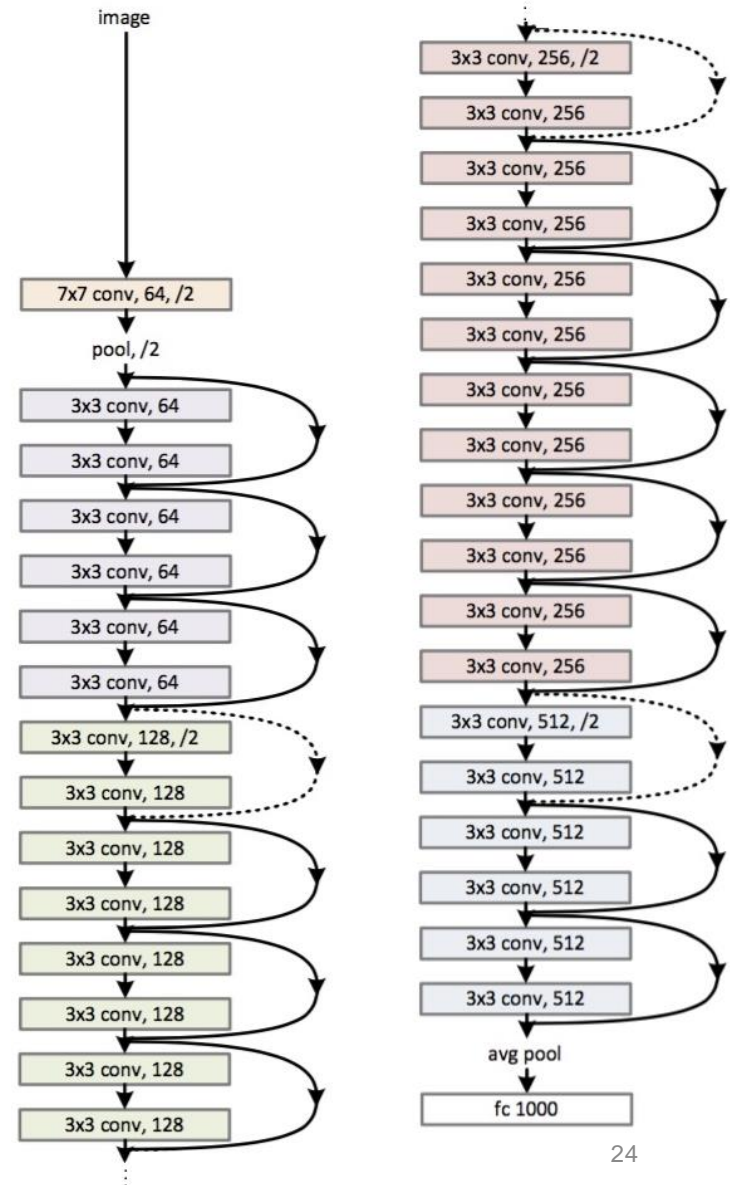 image
7x7 conv, 64, /2
pool, /2
3x3 conv, 64
3x3 conv, 64
3x3 conv, 64
3x3 conv, 64
3x3 conv, 64
3x3 conv, 64
3x3 conv, 128, /2
3x3 conv, 128
3x3 conv, 128
3x3 conv, 128
3x3 conv, 128
3x3 conv, 128
3x3 conv, 128
3x3 conv, 128
3x3 conv, 256, /2
3x3 conv, 256
3x3 conv, 256
3x3 conv, 256
3x3 conv, 256
3x3 conv, 256
3x3 conv, 256
3x3 conv, 256
3x3 conv, 256
3x3 conv, 256
3x3 conv, 256
3x3 conv, 256
3x3 conv, 512, /2
3x3 conv, 512
3x3 conv, 512
3x3 conv, 512
3x3 conv, 512
3x3 conv, 512
avg pool
fc 1000
24